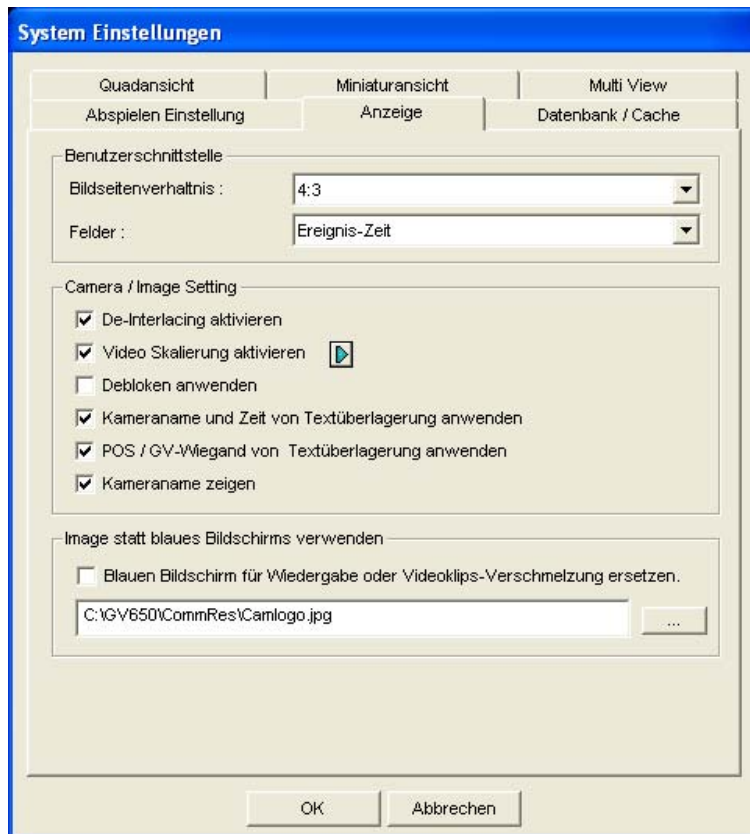 System Einstellungen
Quadansicht
Miniaturansicht
Multi View
Abspielen Einstellung
Anzeige
Datenbank / Cache
Benutzerschnittstelle
Bildseitenverhaltnis :
4:3
Felder :
Ereignis-Zeit
Camera / Image Setting
De-Interlacing aktivieren
Video Skalierung aktivieren
Debloken anwenden
Kameraname und Zeit von Textüberlagerung anwenden
POS / GV-Wiegand von Textüberlagerung anwenden
Kameraname zeigen
Image statt blaues Bildschirms verwenden
Blauen Bildschirm für Wiedergabe oder Videoklips-Verschmelzung ersetzen.
C:\GV650\CommRes\Camlogo.jpg
...
OK
Abbrechen